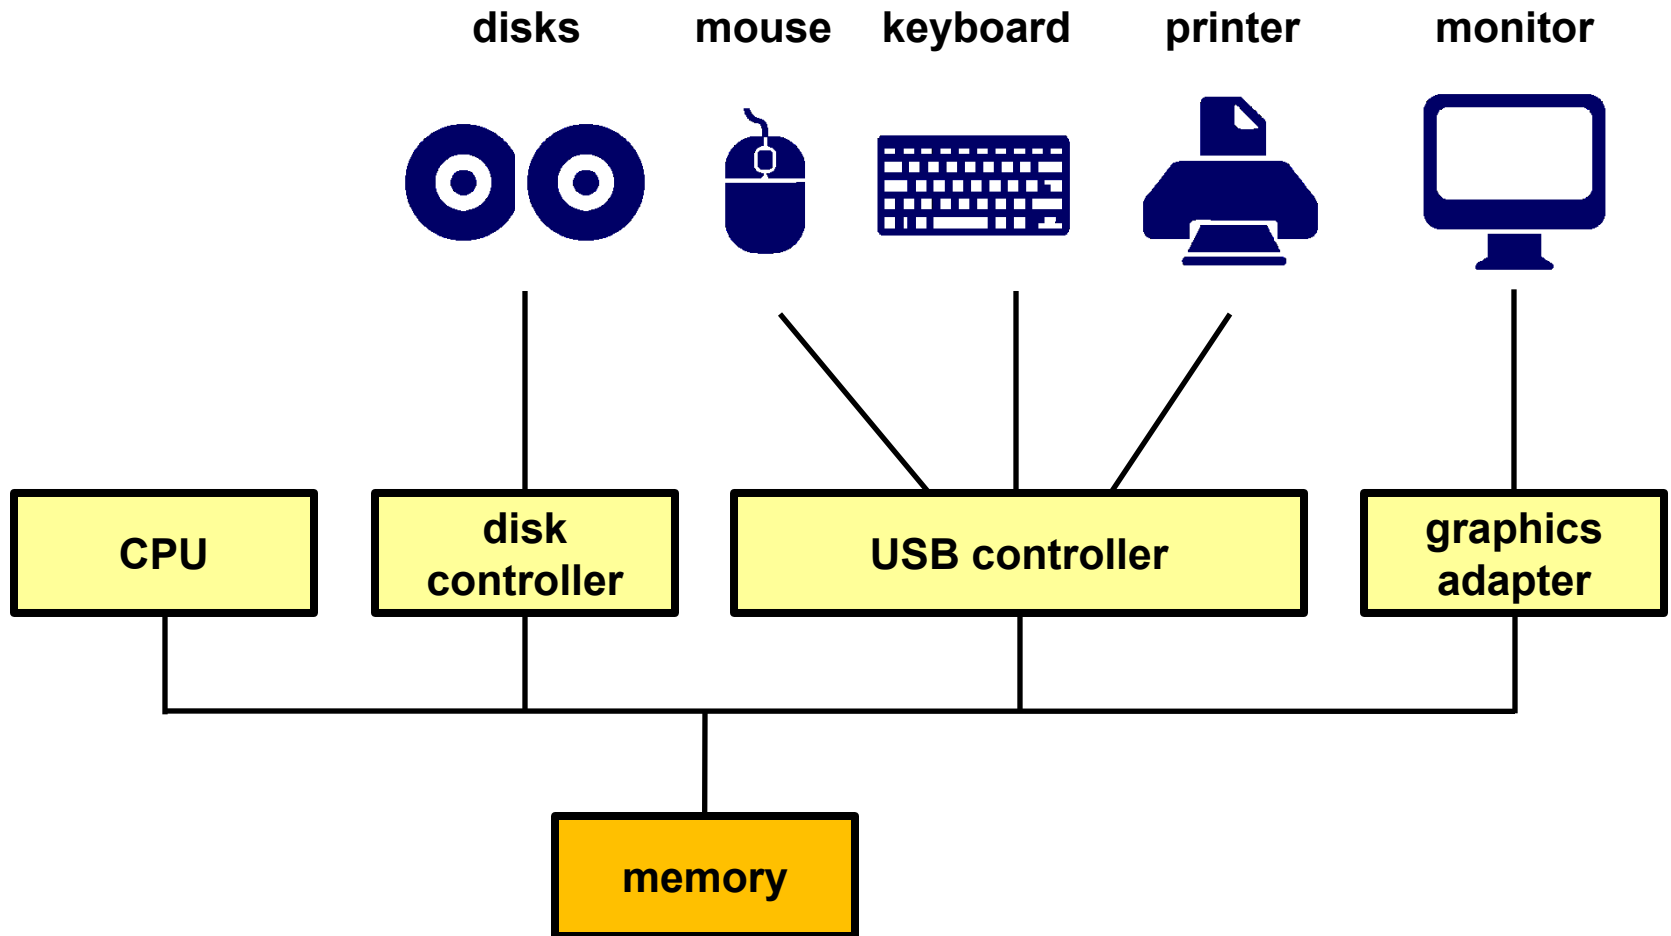 disks
mouse
keyboard
printer
monitor
CPU
disk
controller
USB controller
graphics
adapter
memory